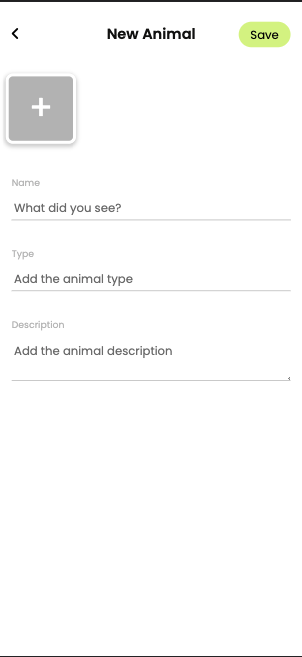 New Animal
Save
Name
What did you see?
Type
Add the animal type
Description
Add the animal description